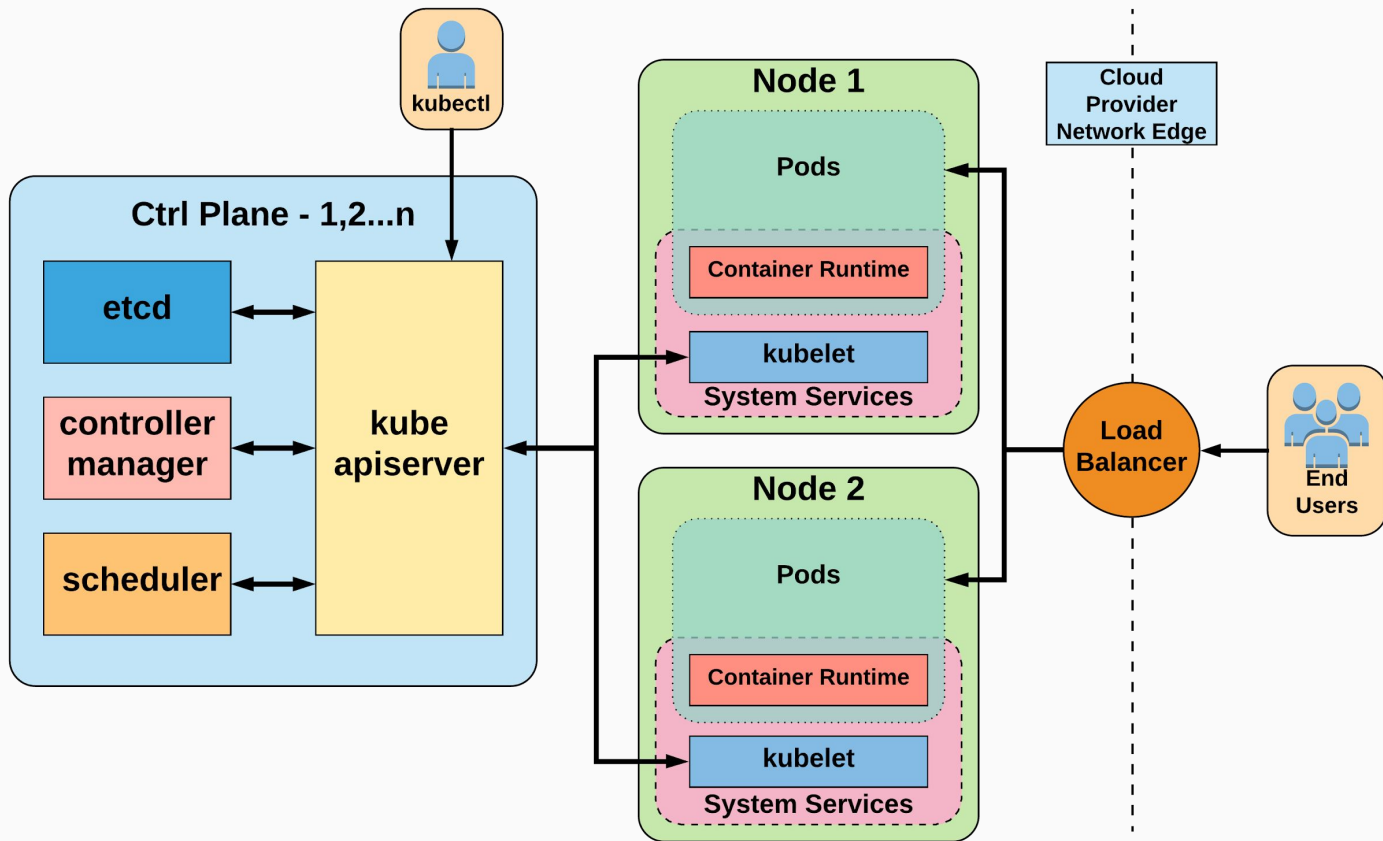 kubectl
Ctrl Plane - 1,2...n
etcd
controller
manager
scheduler
kube
apiserver
Node 1
Pods
Container Runtime
kubelet
System Services
Node 2
Pods
Container Runtime
kubelet
System Services
Cloud
Provider
Network Edge
Load
Balancer
End
Users